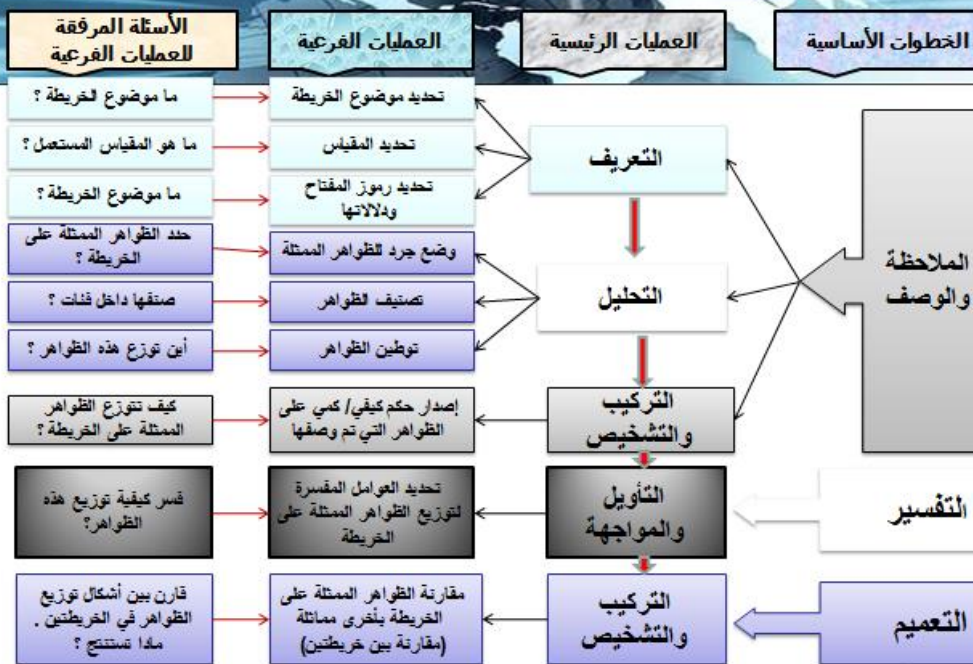 الخطوات الأساسية
العمليات الرئيسية
العمليات الفرعية
الأسئلة المرفقة
للعمليات الفرعية
الملاحظة
والوصف
التعريف
تحديد موضوع الخريطة
ما موضوع الخريطة ؟
تحديد المقياس
ما هو المقياس المستعمل ؟
تحديد رموز المفتاح
ودلالاتها
ما موضوع الخريطة ؟
التحليل
وضع جرد للظواهر الممثلة
حدد الظواهر الممثلة على
الخريطة ؟
تصنيف الظواهر
صنفها داخل فئات ؟
توطين الظواهر
أين توزع هذه الظواهر ؟
التركيب
والتشخيص
إصدار حكم كيفي/ كمي على
الظواهر التي تم وصفها
كيف تتوزع الظواهر
الممثلة على الخريطة ؟
التفسير
التأويل
والمواجهة
تحديد العوامل المفسرة
لتوزيع الظواهر الممثلة على
الخريطة
فسر كيفية توزيع هذه
الظواهر؟
التعميم
التركيب
والتشخيص
مقارنة الظواهر الممثلة على
الخريطة بأخرى مماثلة
(مقارنة بين خريطتين)
قارن بين أشكال توزيع
الظواهر في الخريطتين .
ماذا تستنتج ؟